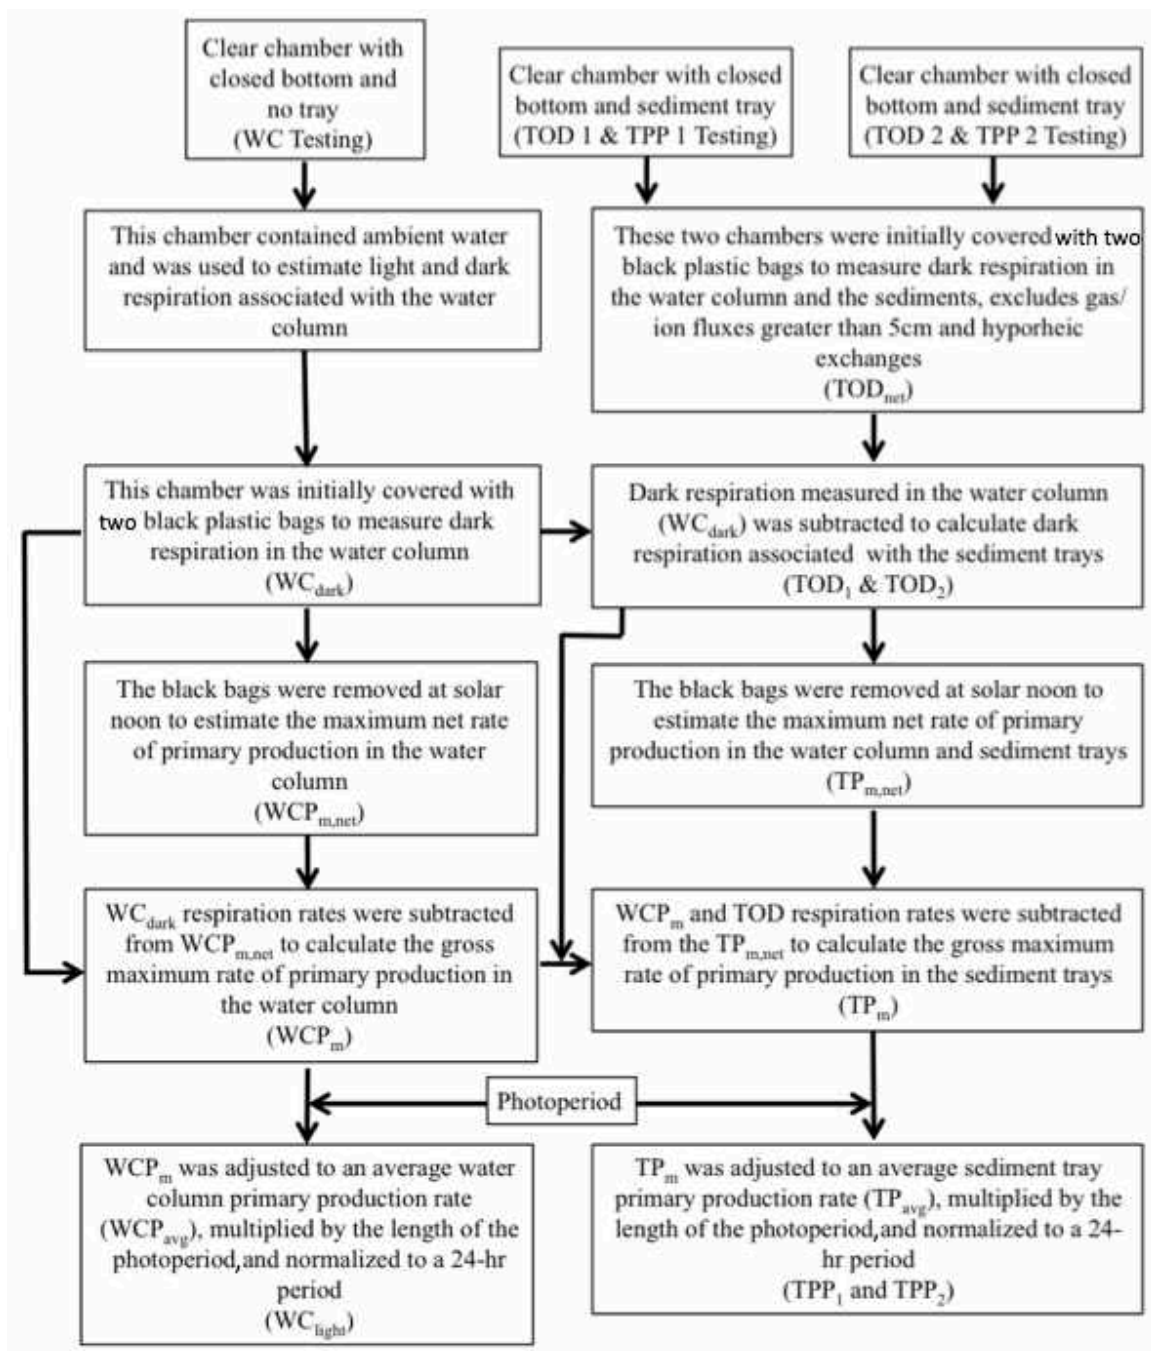 Clear chamber with
closed bottom and
no tray
(WC Testing)
Clear chamber with closed
bottom and sediment tray
(TOD 1 & TPP 1 Testing)
Clear chamber with closed
bottom and sediment tray
(TOD 2 & TPP 2 Testing)
This chamber contained ambient water
and was used to estimate light and dark
respiration associated with the water
column
These two chambers were initially covered with two
black plastic bags to measure dark respiration in
the water column and the sediments, excludes gas/
ion fluxes greater than 5cm and hyporheic
exchanges
(TODnet)
This chamber was initially covered with
two black plastic bags to measure dark
respiration in the water column
(WCdark)
Dark respiration measured in the water column
(WCdark) was subtracted to calculate dark
respiration associated with the sediment trays
(TOD1 & TOD2)
The black bags were removed at solar
noon to estimate the maximum net rate
of primary production in the water
column
(WCPm,net)
The black bags were removed at solar noon to
estimate the maximum net rate of primary
production in the water column and sediment trays
(TPm,net)
WCdark respiration rates were subtracted
from WCPm,net to calculate the gross
maximum rate of primary production in
the water column
(WCPm)
WCPm and TOD respiration rates were subtracted
from the TPm,net to calculate the gross maximum
rate of primary production in the sediment trays
(TPm)
Photoperiod
WCPm was adjusted to an average water
column primary production rate
(WCPavg), multiplied by the length of the
photoperiod, and normalized to a 24-hr
period
(WClight)
TPm was adjusted to an average sediment tray
primary production rate (TPavg), multiplied by the
length of the photoperiod, and normalized to a 24-
hr period
(TPP1 and TPP2)